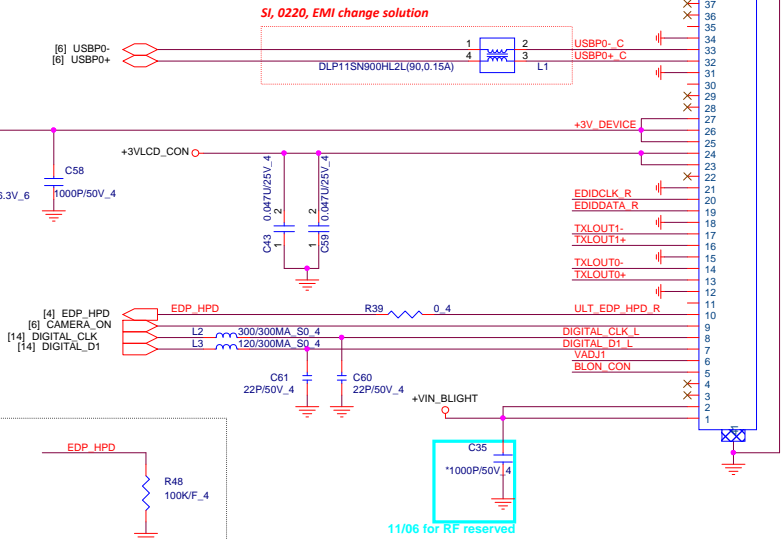 SI, 0220, EMI change solution
[6] USBP0-
[6] USBP0+
1
2
4
3
USBP0-_C
USBP0+_C
DLP11SN900HL2L(90,0.15A)
L1
+3V_DEVICE
+3VLCD_CON
C58
1000P/50V_4
6.3V_6
C43
0.047U/25V_4
2
1
C59
0.047U/25V_4
2
1
EDIDCLK_R
EDIDDATA_R
TXLOUT1-
TXLOUT1+
TXLOUT0-
TXLOUT0+
[4] EDP_HPD
EDP_HPD
R39
0_4
ULT_EDP_HPD_R
[6] CAMERA_ON
[14] DIGITAL_CLK
L2
300/300MA_S0_4
DIGITAL_CLK_L
[14] DIGITAL_D1
L3
120/300MA_S0_4
DIGITAL_D1_L
VADJ1
BLON_CON
C61
22P/50V_4
C60
22P/50V_4
+VIN_BLIGHT
C35
*1000P/50V_4
11/06 for RF reserved
EDP_HPD
R48
100K/F_4
37
36
35
34
33
32
31
30
29
28
27
26
25
24
23
22
21
20
19
18
17
16
15
14
13
12
11
10
9
8
7
6
5
4
3
2
1